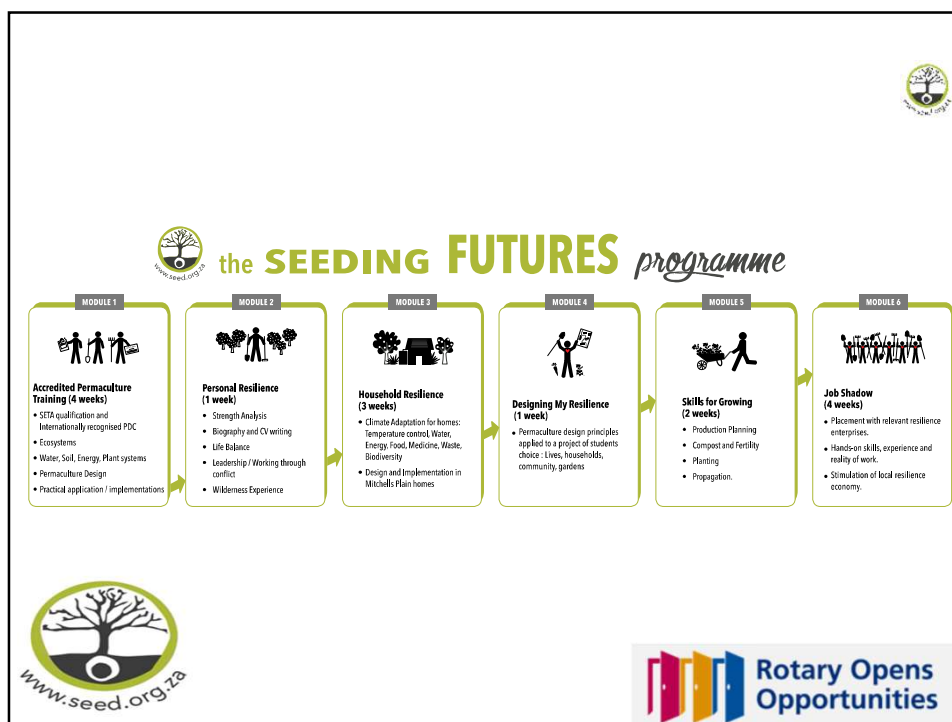 www.seed.org.za
www.seed.org.za
the SEEDING FUTURES programme
MODULE 1
Accredited Permaculture
Training (4 weeks)
• SETA qualification and
Internationally recognised PDC
• Ecosystems
• Water, Soil, Energy, Plant systems
• Permaculture Design
• Practical application / implementations
MODULE 2
Personal Resilience
(1 week)
• Strength Analysis
• Biography and CV writing
• Life Balance
• Leadership / Working through
conflict
• Wilderness Experience
MODULE 3
Household Resilience
(3 weeks)
• Climate Adaptation for homes:
Temperature control, Water,
Energy, Food, Medicine, Waste,
Biodiversity
• Design and Implementation in
Mitchells Plain homes
MODULE 4
Designing My Resilience
(1 week)
• Permaculture design principles
applied to a project of students
choice : Lives, households,
community, gardens
MODULE 5
Skills for Growing
(2 weeks)
• Production Planning
• Compost and Fertility
• Planting
• Propagation.
MODULE 6
Job Shadow
(4 weeks)
• Placement with relevant resilience
enterprises.
• Hands-on skills, experience and
reality of work.
• Stimulation of local resilience
economy.
www.seed.org.za
Rotary Opens
Opportunities